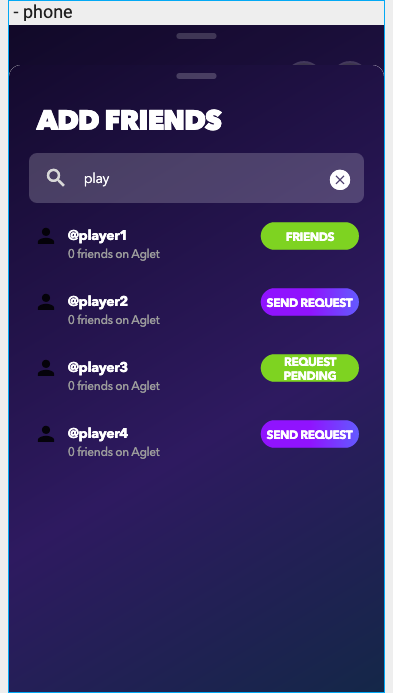 - phone
ADD FRIENDS
play
@player1
FRIENDS
0 friends on Aglet
@player2
SEND REQUEST
0 friends on Aglet
@player3
REQUEST
PENDING
0 friends on Aglet
@player4
SEND REQUEST
0 friends on Aglet